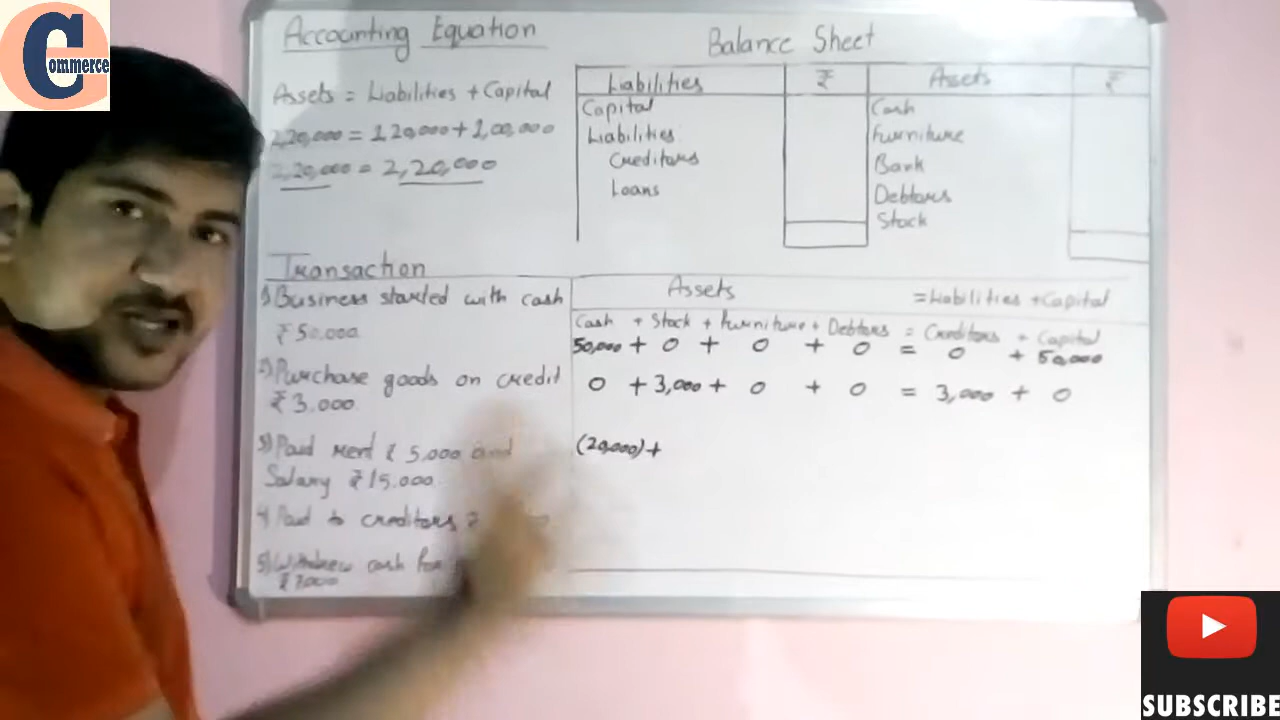 Commerce
Accounting Equation
Assets = Liabilities + Capital
2,20,000 = 1,20,000 + 1,00,000
2,20,000 = 2,20,000
Balance Sheet
Liabilities ₹ Assets ₹
Capital Cash
Liabilities Furniture
Creditors Bank
Loans Debtors
Stock
Transaction
1) Business started with cash
₹ 50,000
2) Purchase goods on credit
₹ 3,000
3) Paid rent ₹ 5,000 and
Salary ₹ 15,000
4) Paid to creditors
5) Withdrew cash for
₹ 7,000
Assets = Liabilities + Capital
Cash + Stock + Furniture + Debtors = Creditors + Capital
50,000 + 0 + 0 + 0 = 0 + 50,000
0 + 3,000 + 0 + 0 = 3,000 + 0
(20,000) +
SUBSCRIBE